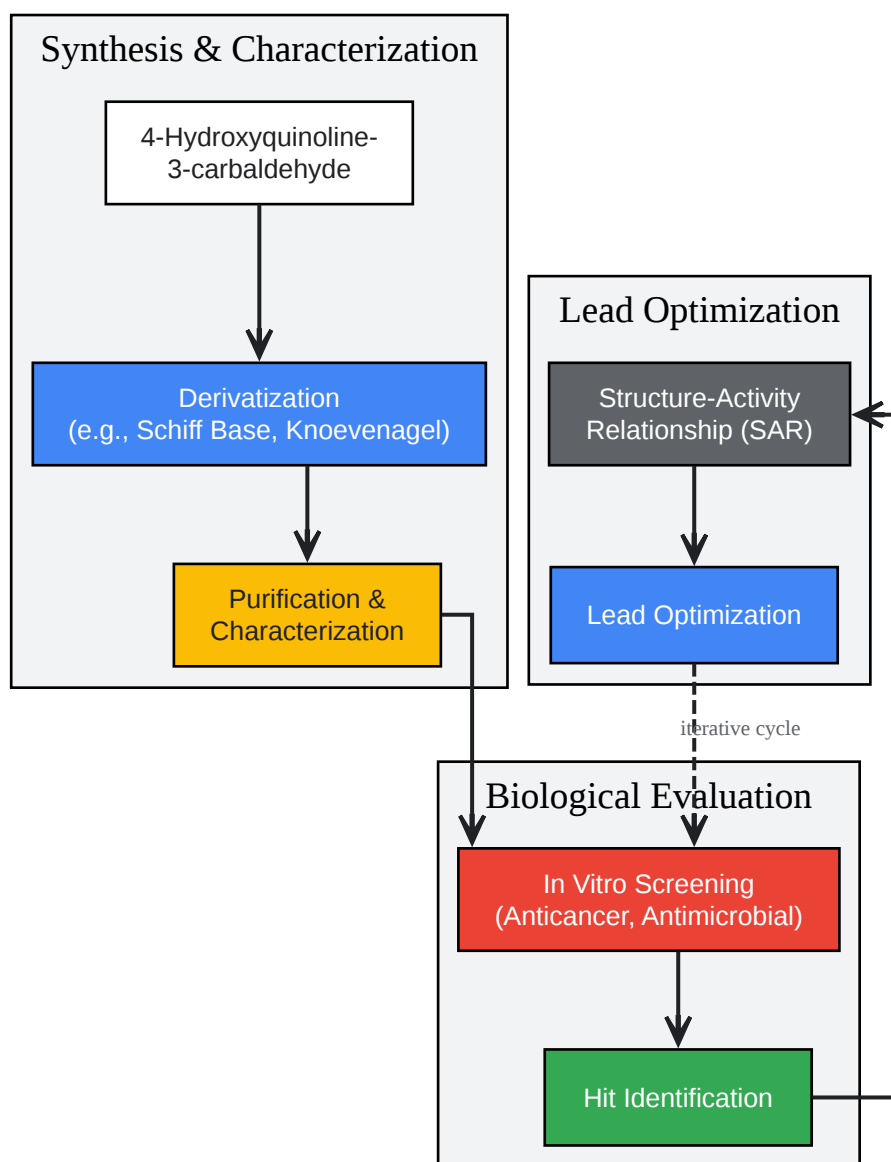 Synthesis & Characterization
4-Hydroxyquinoline-
3-carbaldehyde
Derivatization
(e.g., Schiff Base, Knoevenagel)
Purification &
Characterization
Lead Optimization
Structure-Activity
Relationship (SAR)
Lead Optimization
iterative cycle
Biological Evaluation
In Vitro Screening
(Anticancer, Antimicrobial)
Hit Identification